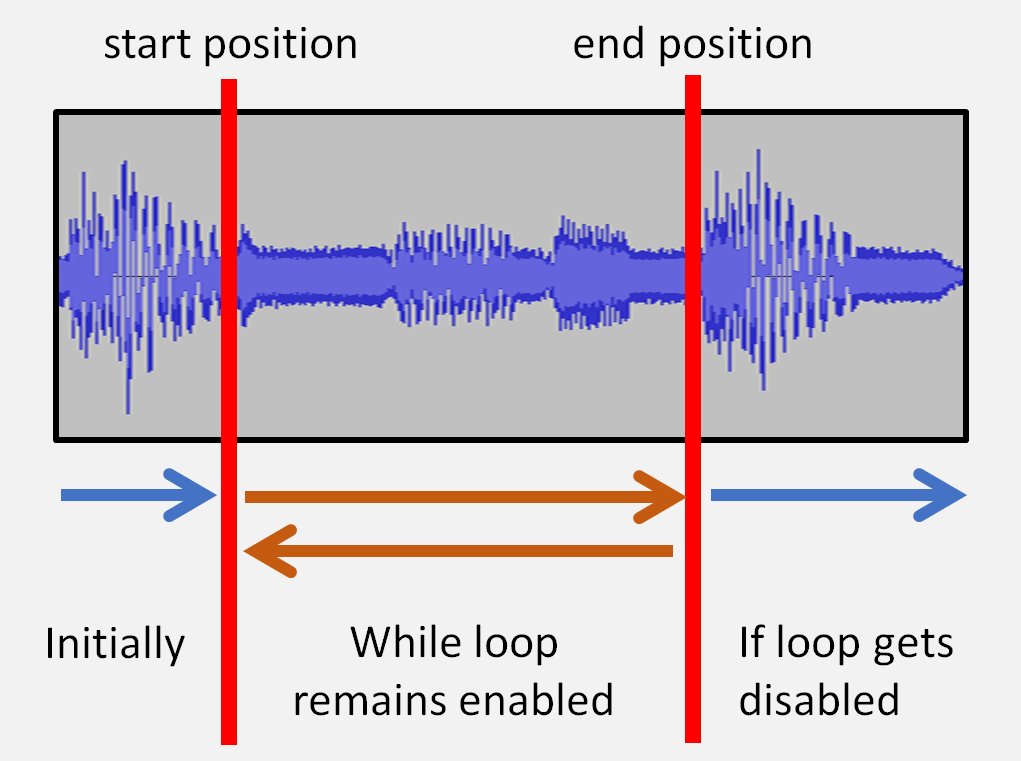 start position
end position
Initially
While loop
remains enabled
If loop gets
disabled